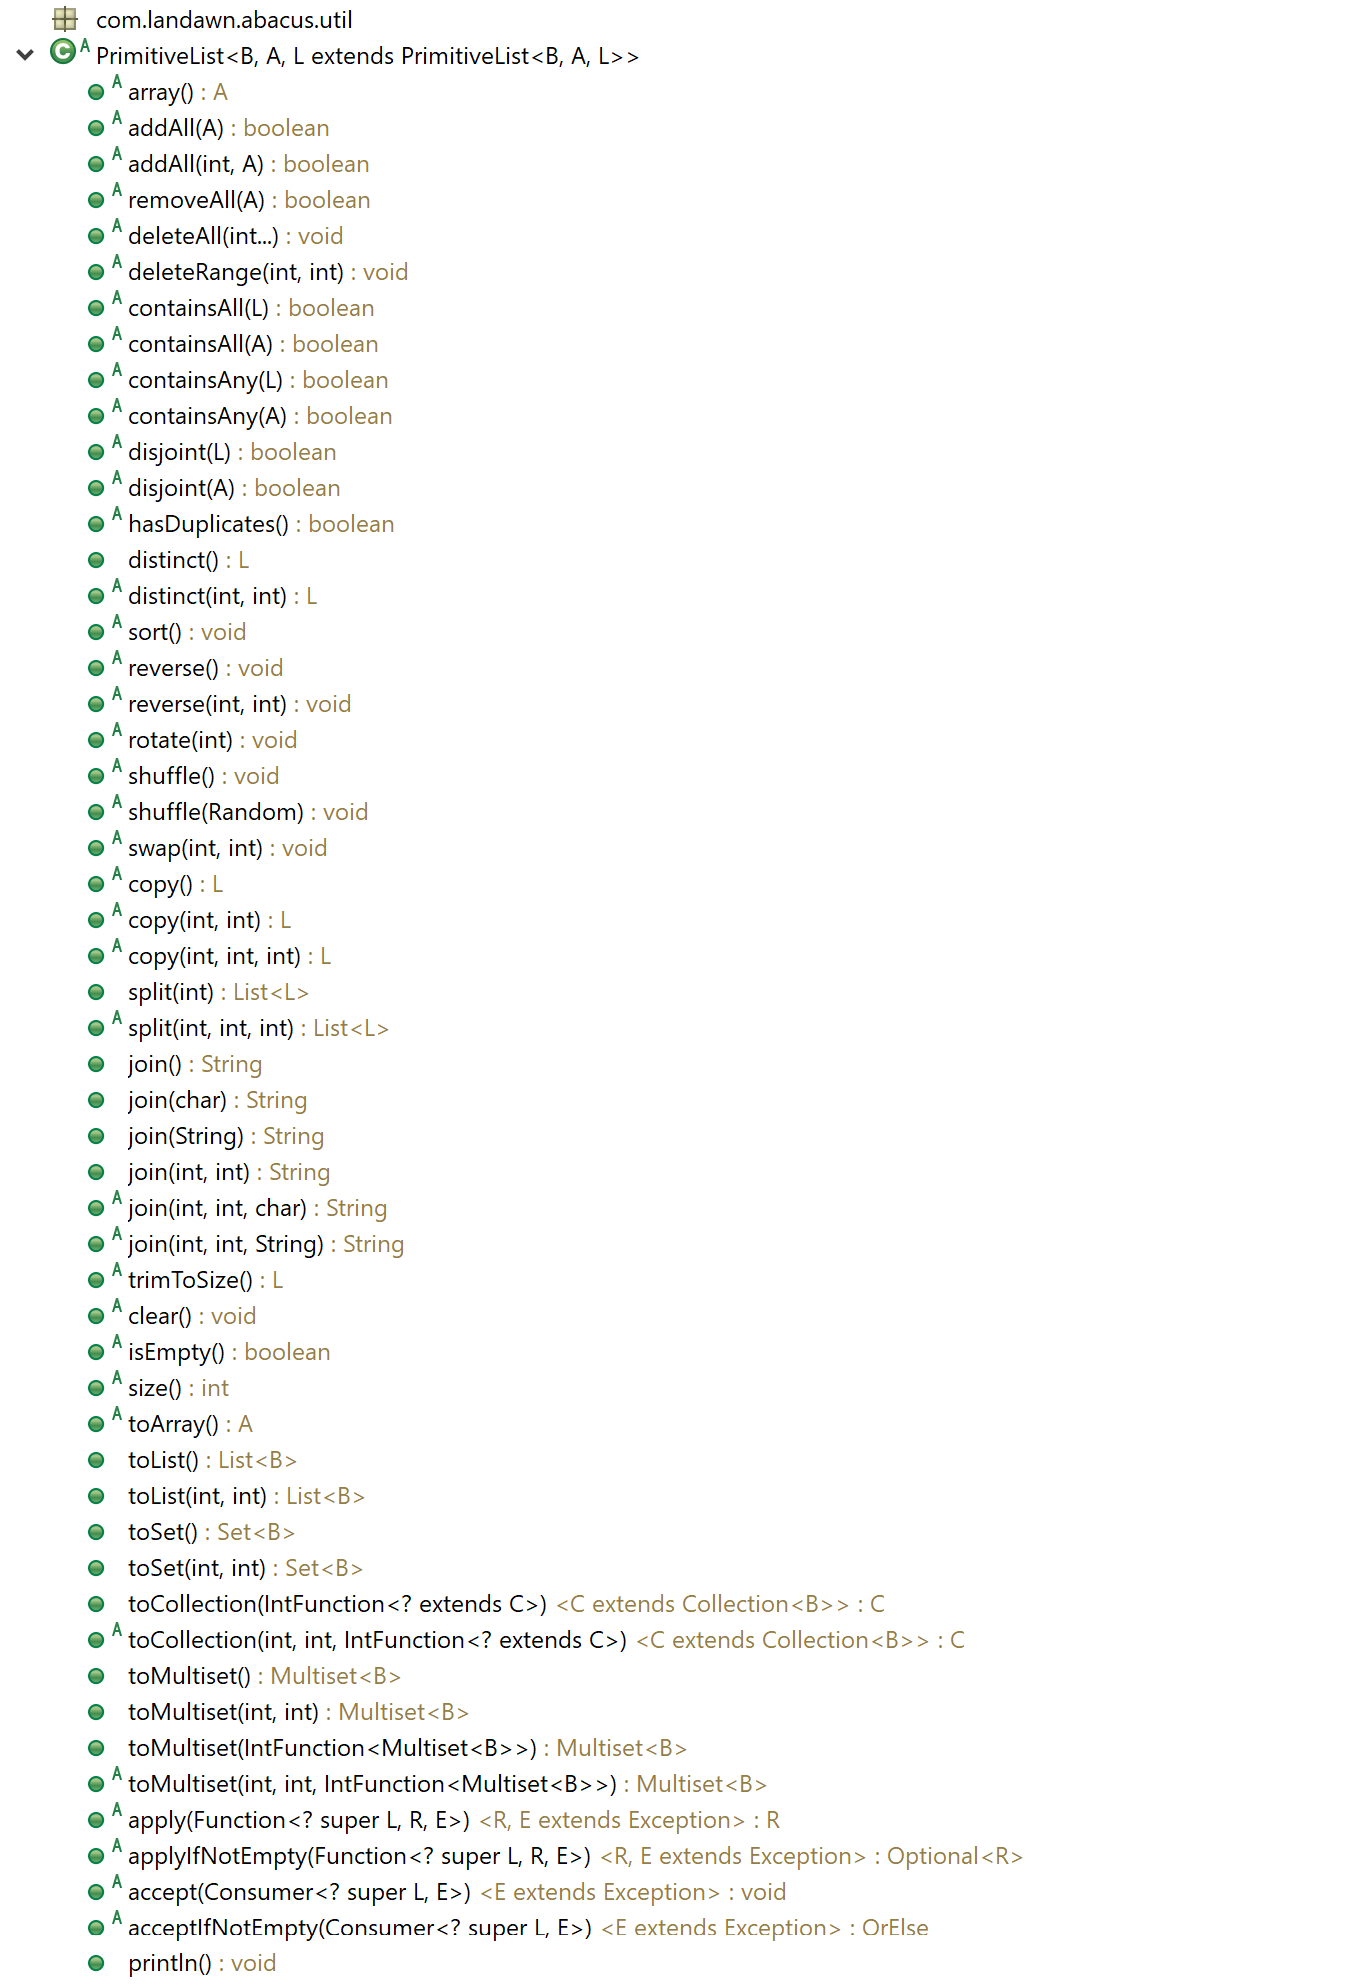 com.landawn.abacus.util
C A PrimitiveList<B, A, L extends PrimitiveList<B, A, L>>
A array() : A
A addAll(A) : boolean
A addAll(int, A) : boolean
A removeAll(A) : boolean
A deleteAll(int...) : void
A deleteRange(int, int) : void
A containsAll(L) : boolean
A containsAll(A) : boolean
A containsAny(L) : boolean
A containsAny(A) : boolean
A disjoint(L) : boolean
A disjoint(A) : boolean
A hasDuplicates() : boolean
distinct() : L
A distinct(int, int) : L
A sort() : void
A reverse() : void
A reverse(int, int) : void
A rotate(int) : void
A shuffle() : void
A shuffle(Random) : void
A swap(int, int) : void
A copy() : L
A copy(int, int) : L
A copy(int, int, int) : L
split(int) : List<L>
A split(int, int, int) : List<L>
join() : String
join(char) : String
join(String) : String
join(int, int) : String
A join(int, int, char) : String
A join(int, int, String) : String
A trimToSize() : L
A clear() : void
A isEmpty() : boolean
A size() : int
A toArray() : A
toList() : List<B>
toList(int, int) : List<B>
toSet() : Set<B>
toSet(int, int) : Set<B>
toCollection(IntFunction<? extends C>) <C extends Collection<B>> : C
A toCollection(int, int, IntFunction<? extends C>) <C extends Collection<B>> : C
toMultiset() : Multiset<B>
toMultiset(int, int) : Multiset<B>
toMultiset(IntFunction<Multiset<B>>) : Multiset<B>
A toMultiset(int, int, IntFunction<Multiset<B>>) : Multiset<B>
A apply(Function<? super L, R, E>) <R, E extends Exception> : R
A applyIfNotEmpty(Function<? super L, R, E>) <R, E extends Exception> : Optional<R>
A accept(Consumer<? super L, E>) <E extends Exception> : void
A acceptIfNotEmpty(Consumer<? super L, E>) <E extends Exception> : OrElse
println() : void